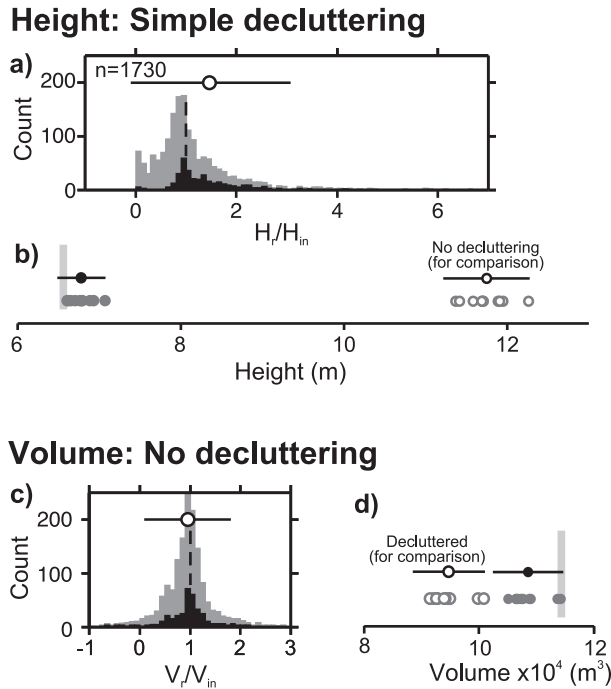 Height: Simple decluttering
a)
n=1730
200
100
0
Count
0 2 4 6
Hr/Hin
b)
No decluttering
(for comparison)
6 8 10 12
Height (m)
Volume: No decluttering
c)
200
100
0
Count
-1 0 1 2 3
Vr/Vin
d)
Decluttered
(for comparison)
8 10 12
Volume x10⁴ (m³)